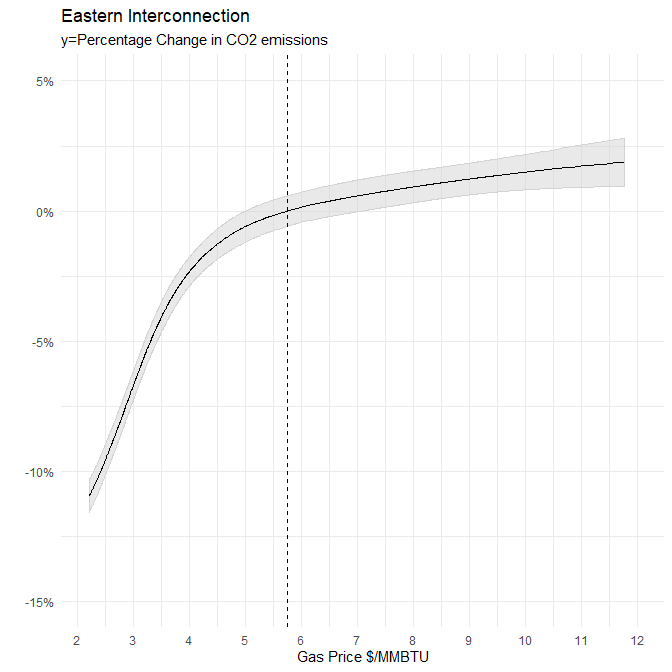 Eastern Interconnection
y=Percentage Change in CO2 emissions
5%
0%
-5%
-10%
-15%
2 3 4 5 6 7 8 9 10 11 12
Gas Price $/MMBTU